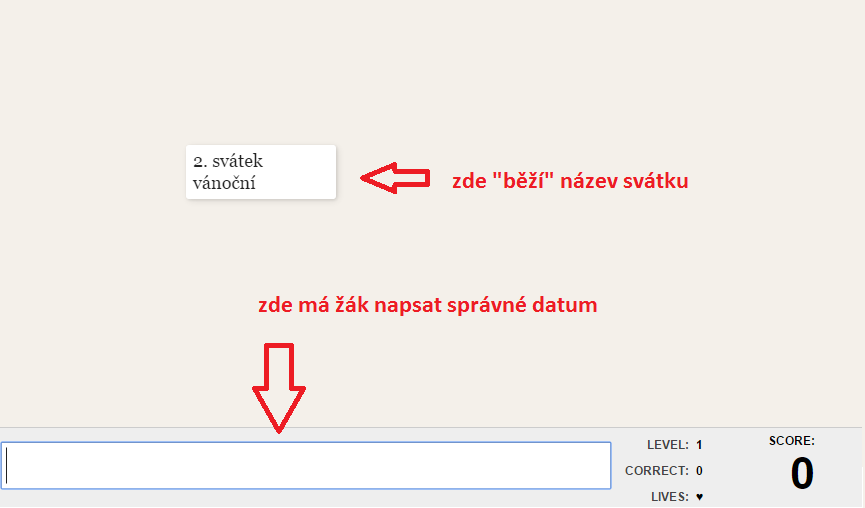 2. svátek
vánoční
zde "běží" název svátku
zde má žák napsat správné datum
LEVEL: 1
CORRECT: 0
LIVES: ♥
SCORE:
0